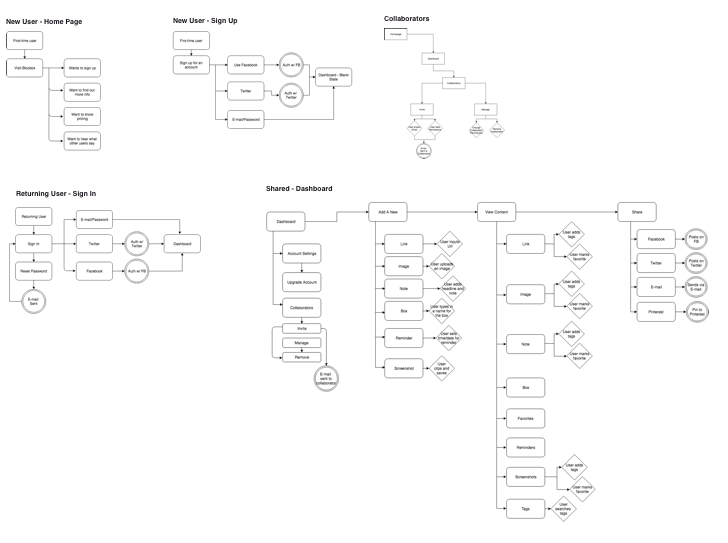 New User - Home Page
First-time user
Visit Blocbox
Wants to sign up
Want to find out
more info
Want to know
pricing
Want to hear what
other users say
New User - Sign Up
First-time user
Sign up for an
account
Use Facebook
Auth w/ FB
Twitter
Auth w/
Twitter
E-mail/Password
Dashboard - Blank
State
Collaborators
Homepage
Dashboard
Collaborators
Invite
Manage
Returning User - Sign In
Returning User
Sign In
Reset Password
E-mail
Sent
E-mail/Password
Twitter
Auth w/
Twitter
Facebook
Auth w/ FB
Dashboard
Shared - Dashboard
Dashboard
Account Settings
Upgrade Account
Collaborators
Invite
Manage
Remove
E-mail
sent to
collaborator
Add A New
Link
User inputs
Url
Image
User uploads
an image
Note
User adds
headline and
note
Box
User types in
a name for
the box
Reminder
User sets
time/date for
reminder
Screenshot
User
clips and
saves
View Content
Link
User adds
tags
User marks
favorite
Image
User adds
tags
User marks
favorite
Note
User adds
tags
User marks
favorite
Box
Favorites
Reminders
Screenshots
User adds
tags
User marks
favorite
Tags
User
searches
tags
Share
Facebook
Posts on
FB
Twitter
Posts on
Twitter
E-mail
Sends via
E-mail
Pinterest
Pin to
Pinterest